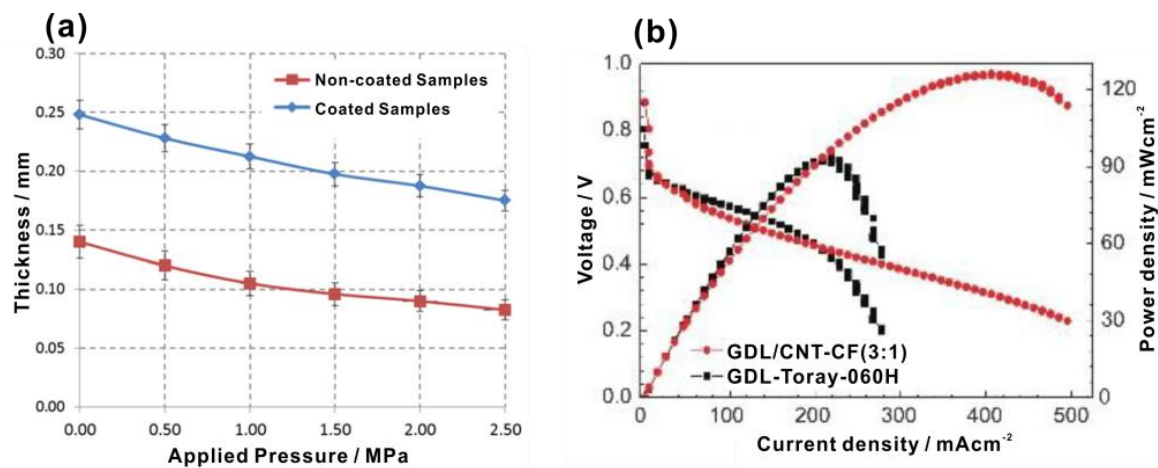 (a)
0.30
0.25
0.20
0.15
0.10
0.05
0.00
Thickness / mm
Non-coated Samples
Coated Samples
0.00 0.50 1.00 1.50 2.00 2.50
Applied Pressure / MPa
(b)
1.0
0.8
0.6
0.4
0.2
0.0
Voltage / V
120
90
60
30
0
Power density / mWcm-2
GDL/CNT-CF(3:1)
GDL-Toray-060H
0 100 200 300 400 500
Current density / mAcm-2